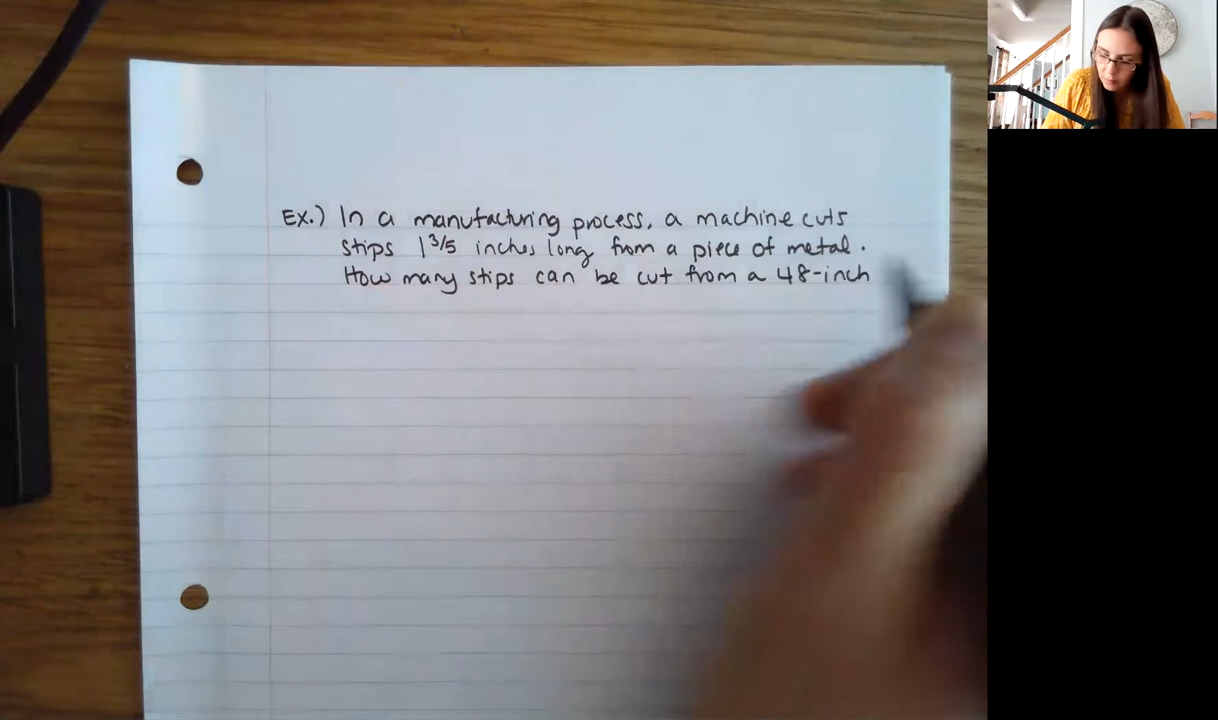 Ex.) In a manufacturing process, a machine cuts
stips 1 3/5 inches long from a piece of metal.
How many stips can be cut from a 48-inch